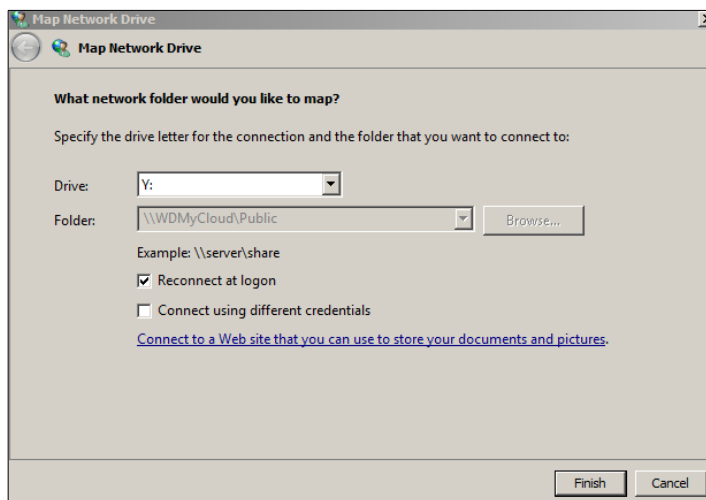 Map Network Drive
Map Network Drive
What network folder would you like to map?
Specify the drive letter for the connection and the folder that you want to connect to:
Drive: Y:
Folder: \\WDMyCloud\Public Browse...
Example: \\server\share
Reconnect at logon
Connect using different credentials
Connect to a Web site that you can use to store your documents and pictures.
Finish Cancel